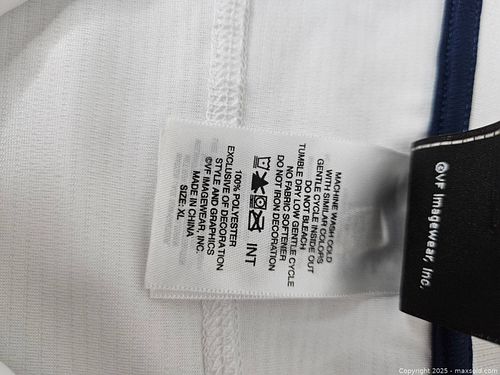 MACHINE WASH COLD
WITH SIMILAR COLORS
GENTLE CYCLE INSIDE OUT
DO NOT BLEACH
TUMBLE DRY LOW GENTLE CYCLE
NO FABRIC SOFTENER
DO NOT IRON DECORATION
INT
100% POLYESTER
EXCLUSIVE OF DECORATION
STYLE AND GRAPHICS
©VF IMAGEWEAR, INC.
MADE IN CHINA
SIZE: XL
©VF Imagewear, Inc.
Copyright 2025 - maxsold.com